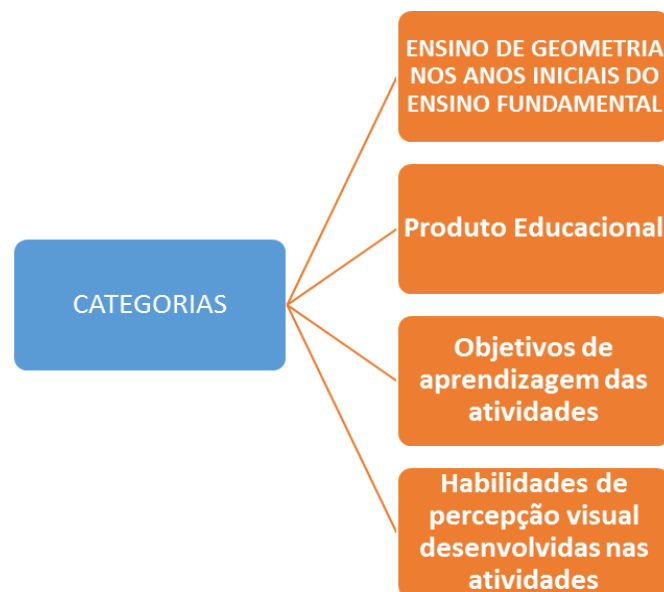 ENSINO DE GEOMETRIA
NOS ANOS INICIAIS DO
ENSINO FUNDAMENTAL
Produto Educacional
CATEGORIAS
Objetivos de
aprendizagem das
atividades
Habilidades de
percepção visual
desenvolvidas nas
atividades